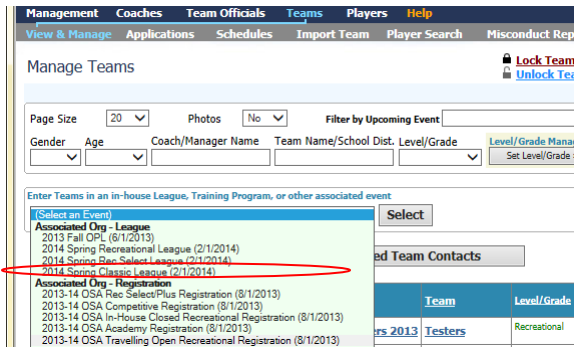 Management Coaches Team Officials Teams Players Help
View & Manage Applications Schedules Import Team Player Search Misconduct Rep
Manage Teams
Lock Team
Unlock Tea
Page Size 20 Photos No Filter by Upcoming Event
Gender Age Coach/Manager Name Team Name/School Dist. Level/Grade Level/Grade Mana
Set Level/Grade
Enter Teams in an in-house League, Training Program, or other associated event
(Select an Event) Select
Associated Org - League
2013 Fall OPL (6/1/2013)
2014 Spring Recreational League (2/1/2014)
2014 Spring Rec Select League (2/1/2014)
2014 Spring Classic League (2/1/2014)
ed Team Contacts
Associated Org - Registration
2013-14 OSA Rec Select/Plus Registration (8/1/2013)
2013-14 OSA Competitive Registration (8/1/2013)
2013-14 OSA In-House Closed Recreational Registration (8/1/2013)
2013-14 OSA Academy Registration (8/1/2013)
2013-14 OSA Travelling Open Recreational Registration (8/1/2013)
Team Level/Grade
rs 2013 Testers Recreational